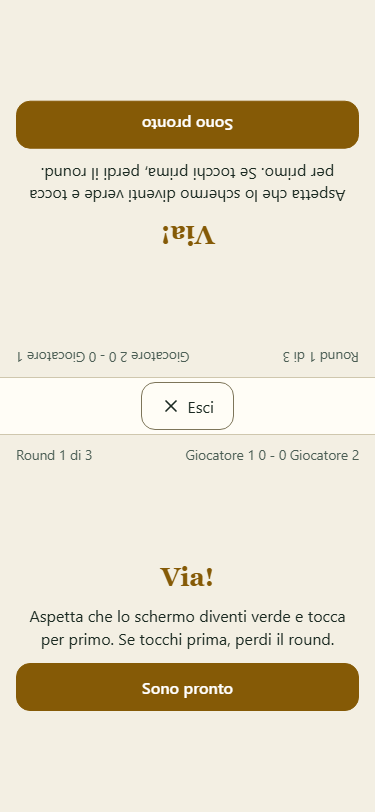 Sono pronto
per primo. Se tocchi prima, perdi il round.
Aspetta che lo schermo diventi verde e tocca
Via!
Giocatore 2 0 - 0 Giocatore 1
Round 1 di 3
Esci
Round 1 di 3
Giocatore 1 0 - 0 Giocatore 2
Via!
Aspetta che lo schermo diventi verde e tocca
per primo. Se tocchi prima, perdi il round.
Sono pronto